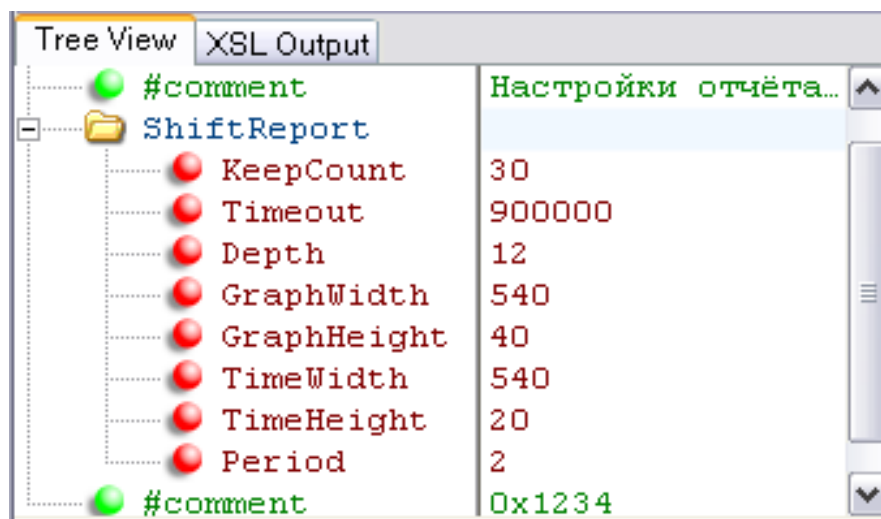 Tree View XSL Output
#comment Настройки отчёта…
ShiftReport
KeepCount 30
Timeout 900000
Depth 12
GraphWidth 540
GraphHeight 40
TimeWidth 540
TimeHeight 20
Period 2
#comment 0x1234